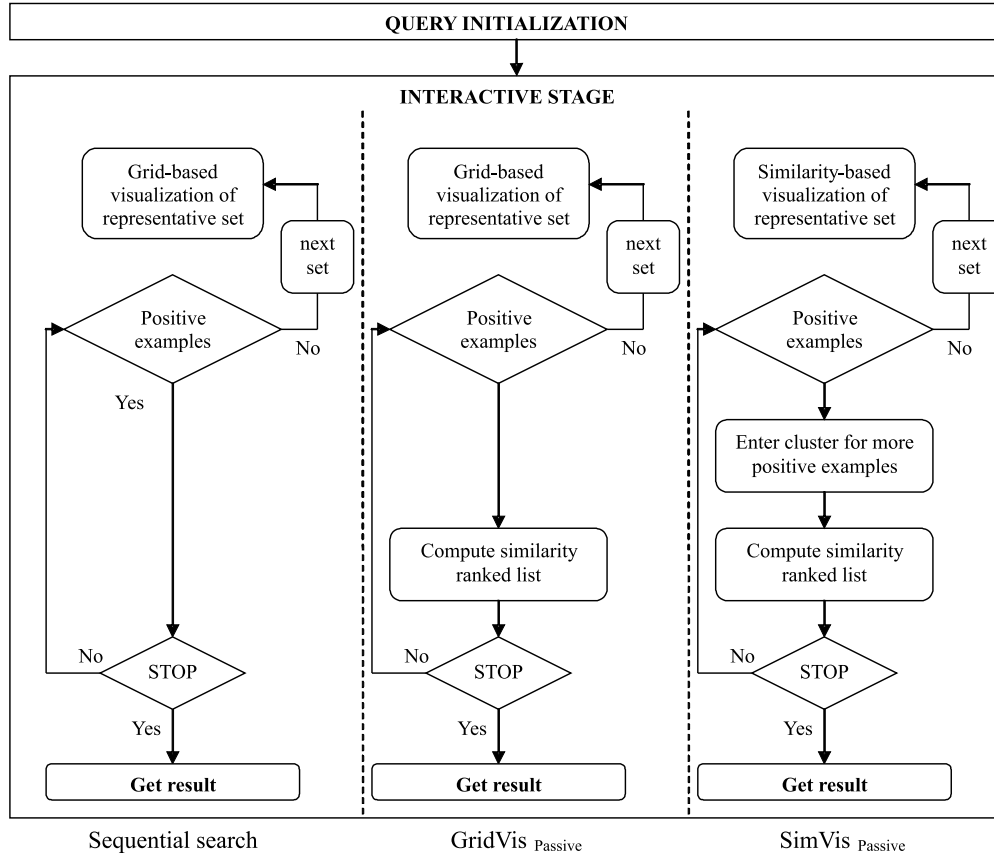 QUERY INITIALIZATION
INTERACTIVE STAGE
Grid-based
visualization of
representative set
next
set
Positive
examples
No
Yes
No
STOP
Yes
Get result
Sequential search
Grid-based
visualization of
representative set
next
set
Positive
examples
No
Compute similarity
ranked list
No
STOP
Yes
Get result
GridVis Passive
Similarity-based
visualization of
representative set
next
set
Positive
examples
No
Enter cluster for more
positive examples
Compute similarity
ranked list
No
STOP
Yes
Get result
SimVis Passive